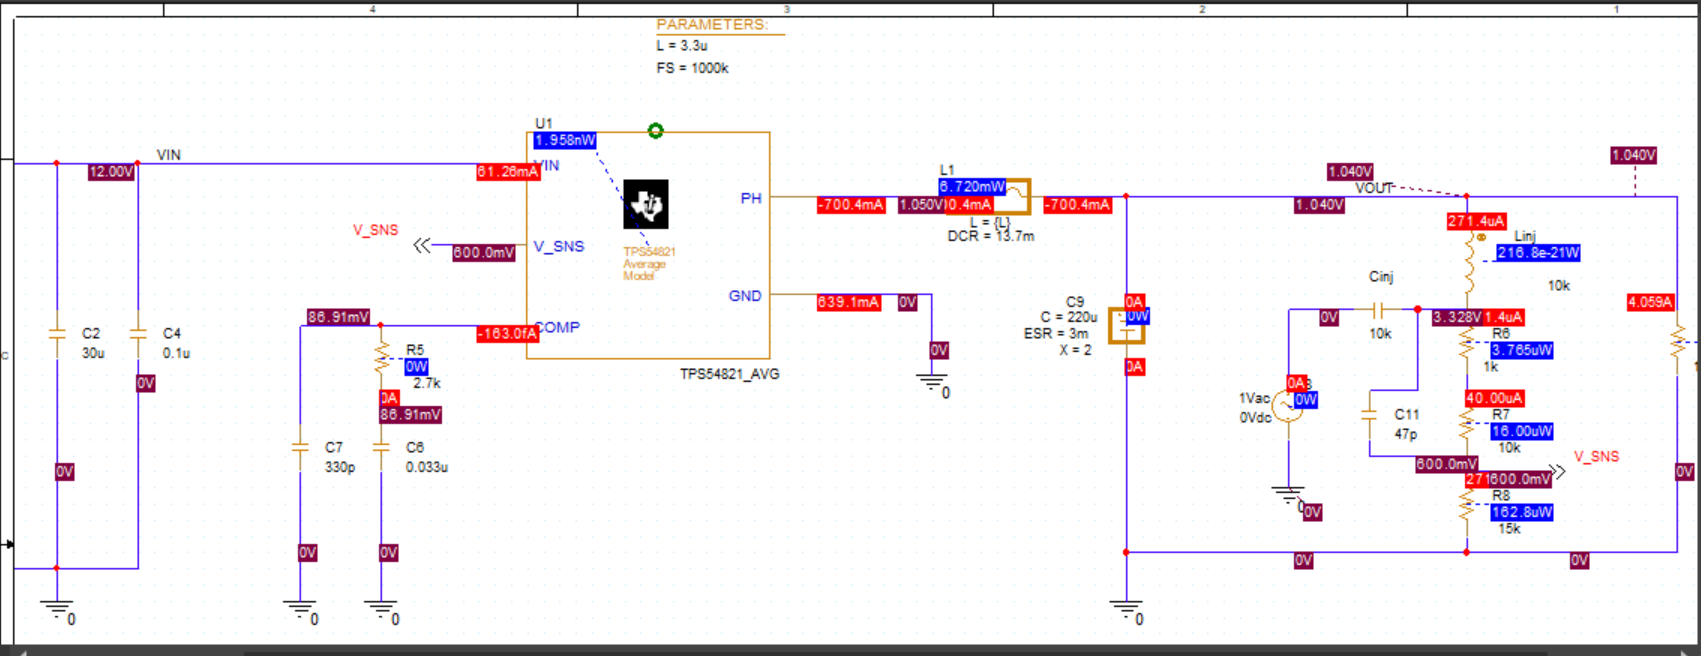 4
3
2
1
PARAMETERS:
L = 3.3u
FS = 1000k
U1
1.958nW
VIN
12.00V
61.26mA
VIN
PH
-700.4mA
1.050V
L1
6.720mW
0.4mA
-700.4mA
L = {L}
DCR = 13.7m
1.040V
VOUT
1.040V
1.040V
V_SNS
600.0mV
V_SNS
TPS54821
Average
Model
271.4uA
Linj
216.8e-21W
10k
GND
639.1mA
0V
0V
0
86.91mV
-163.0fA
COMP
TPS54821_AVG
C2
30u
C4
0.1u
0V
0V
0
R5
0W
2.7k
0A
86.91mV
C7
330p
C6
0.033u
0V
0V
0
0
C9
C = 220u
ESR = 3m
X = 2
0A
0W
0A
0
Cinj
10k
0V
3.328V
1.4uA
R6
3.765uW
1k
4.059A
1Vac
0Vdc
0A
0W
0V
C11
47p
40.00uA
R7
16.00uW
10k
600.0mV
V_SNS
271
600.0mV
R8
162.8uW
15k
0V
0V
0V
C